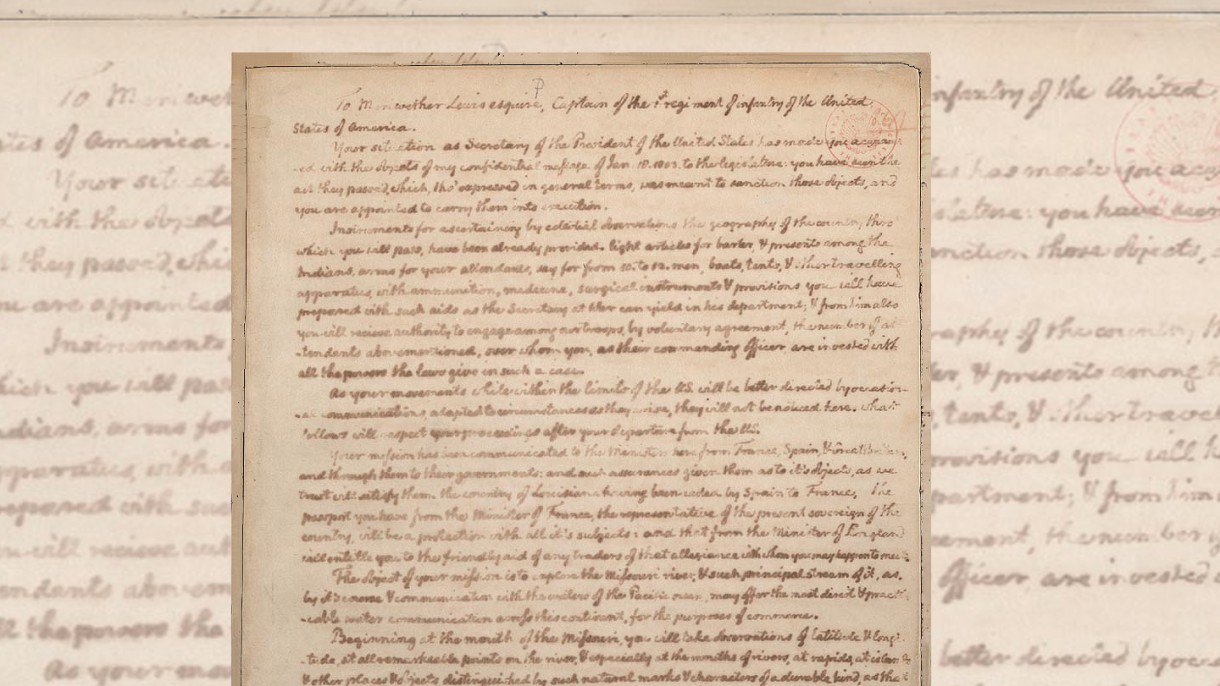 To Meriwether Lewis esquire, Captain of the 1st regiment of infantry of the United
States of America.
Your situation as Secretary of the President of the United States has made you acquaint-
-ed with the objects of my confidential message of Jan. 18. 1803. to the legislature: you have seen the
act they passed, which, tho' expressed in general terms, was meant to sanction those objects, and
you are appointed to carry them into execution.
Instruments for ascertaining by celestial observations the geography of the country thro'
which you will pass, have been already provided. light articles for barter, & presents among the
Indians, arms for your attendants, say for from 10. to 12. men, boats, tents, & other travelling
apparatus, with ammunition, medicine, surgical instruments & provisions you will have
prepared with such aids as the Secretary at War can yield in his department; & from him also
you will recieve authority to engage among our troops, by voluntary agreement, the number of at-
-tendants abovementioned, over whom you, as their commanding officer are invested with
all the powers the laws give in such a case.
As your movements while within the limits of the U.S. will be better directed by occasion-
-al communications, adapted to circumstances as they arise, they will not be noticed here. what
follows will respect your proceedings after your departure from the US.
Your mission has been communicated to the Ministers here from France, Spain, & Great Britain,
and through them to their governments: and such assurances given them as to it's objects, as we
trust will satisfy them. the country of Louisiana having been ceded by Spain to France, the
passport you have from the Minister of France, the representative of the present sovereign of the
country, will be a protection with all it's subjects: and that from the Minister of England
will entitle you to the friendly aid of any traders of that allegiance with whom you may happen to meet.
The object of your mission is to explore the Missouri river, & such principal stream of it, as,
by it's course & communication with the waters of the Pacific ocean, may offer the most direct & pract-
-cable water communication across this continent, for the purposes of commerce.
Beginning at the mouth of the Missouri, you will take observations of latitude & longi-
-tude, at all remarkeable points on the river, & especially at the mouths of rivers, at rapids, at islands
& other places & objects distinguished by such natural marks & characters of a durable kind, as that